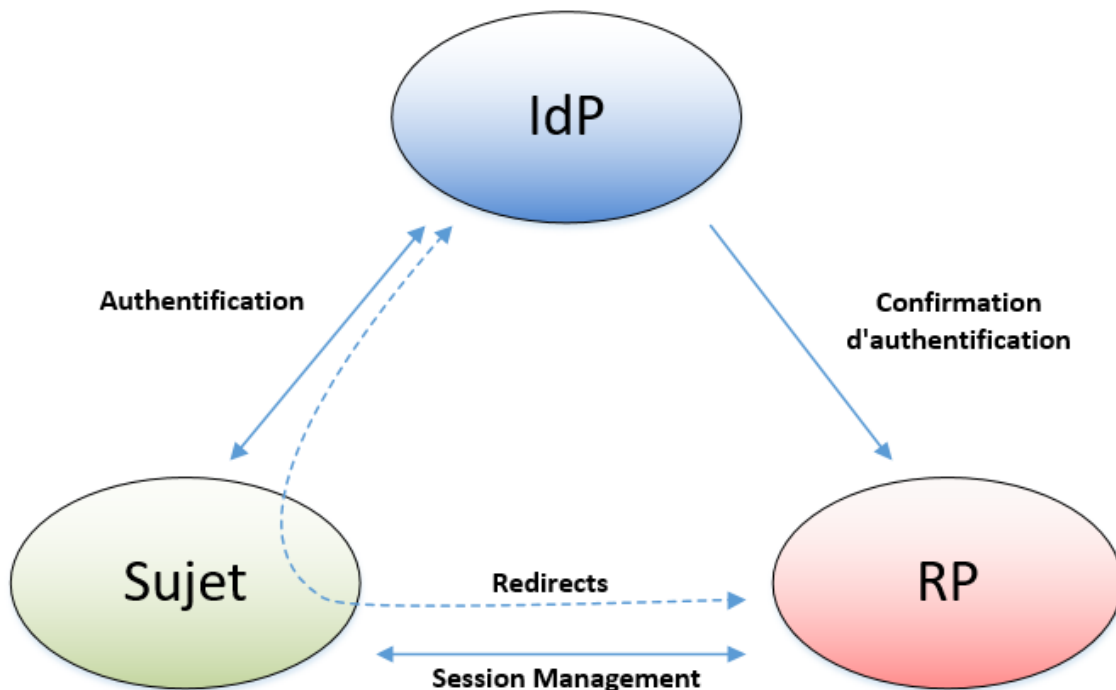 IdP
Authentification
Confirmation
d'authentification
Sujet
Redirects
RP
Session Management